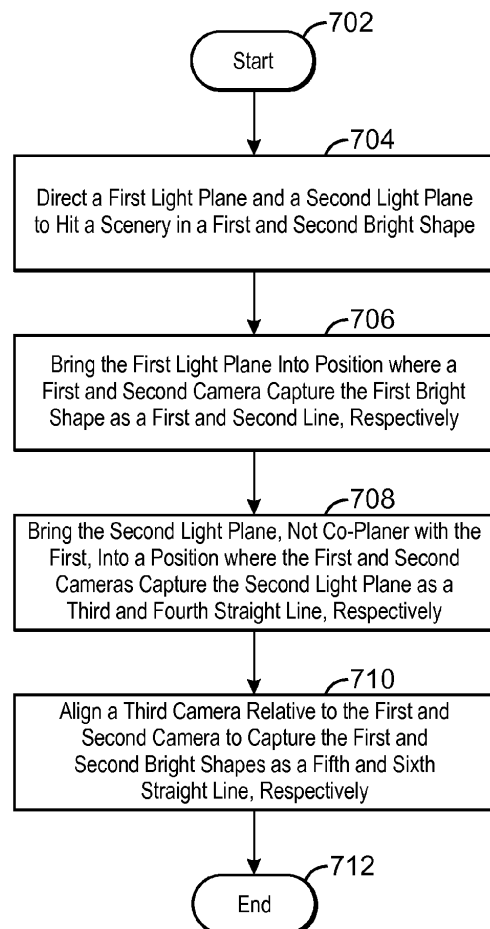 702
Start
704
Direct a First Light Plane and a Second Light Plane
to Hit a Scenery in a First and Second Bright Shape
706
Bring the First Light Plane Into Position where a
First and Second Camera Capture the First Bright
Shape as a First and Second Line, Respectively
708
Bring the Second Light Plane, Not Co-Planer with the
First, Into a Position where the First and Second
Cameras Capture the Second Light Plane as a
Third and Fourth Straight Line, Respectively
710
Align a Third Camera Relative to the First and
Second Camera to Capture the First and
Second Bright Shapes as a Fifth and Sixth
Straight Line, Respectively
712
End